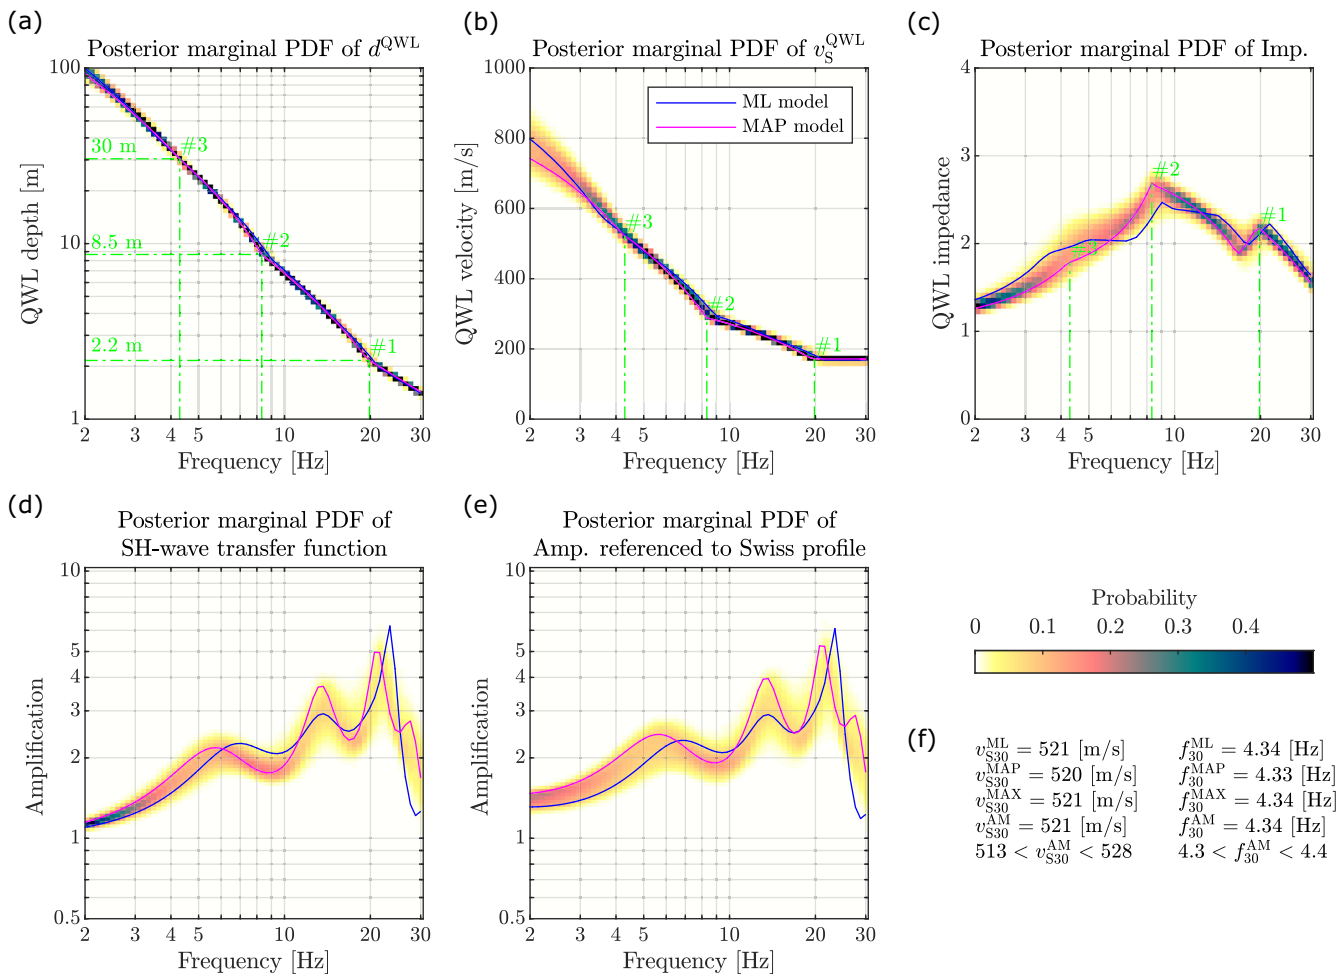 (a)
Posterior marginal PDF of d^QWL
100
10
1
QWL depth [m]
30 m
8.5 m
2.2 m
#3
#2
#1
2 3 4 5 10 20 30
Frequency [Hz]
(b)
Posterior marginal PDF of v_S^QWL
1000
800
600
400
200
0
QWL velocity [m/s]
ML model
MAP model
#3
#2
#1
2 3 4 5 10 20 30
Frequency [Hz]
(c)
Posterior marginal PDF of Imp.
4
3
2
1
0
QWL impedance
#2
#1
#3
2 3 4 5 10 20 30
Frequency [Hz]
(d)
Posterior marginal PDF of
SH-wave transfer function
10
5
4
3
2
1
0.5
Amplification
2 3 4 5 10 20 30
Frequency [Hz]
(e)
Posterior marginal PDF of
Amp. referenced to Swiss profile
10
5
4
3
2
1
0.5
Amplification
2 3 4 5 10 20 30
Frequency [Hz]
Probability
0 0.1 0.2 0.3 0.4
(f)
v_S30^ML = 521 [m/s] f_30^ML = 4.34 [Hz]
v_S30^MAP = 520 [m/s] f_30^MAP = 4.33 [Hz]
v_S30^MAX = 521 [m/s] f_30^MAX = 4.34 [Hz]
v_S30^AM = 521 [m/s] f_30^AM = 4.34 [Hz]
513 < v_S30^AM < 528 4.3 < f_30^AM < 4.4